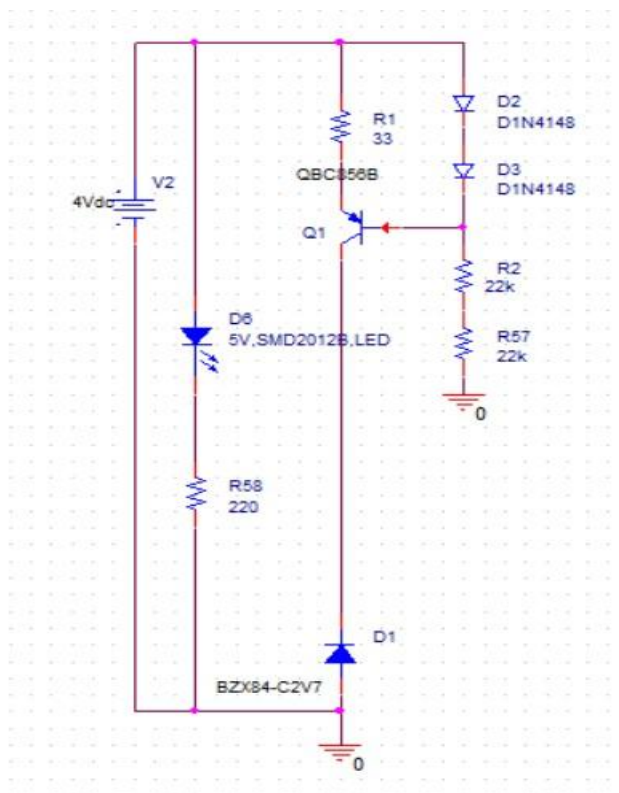 D2
D1N4148
R1
33
D3
D1N4148
QBC856B
V2
4Vdc
Q1
R2
22k
D6
5V,SMD2012B,LED
R57
22k
0
R58
220
D1
BZX84-C2V7
0